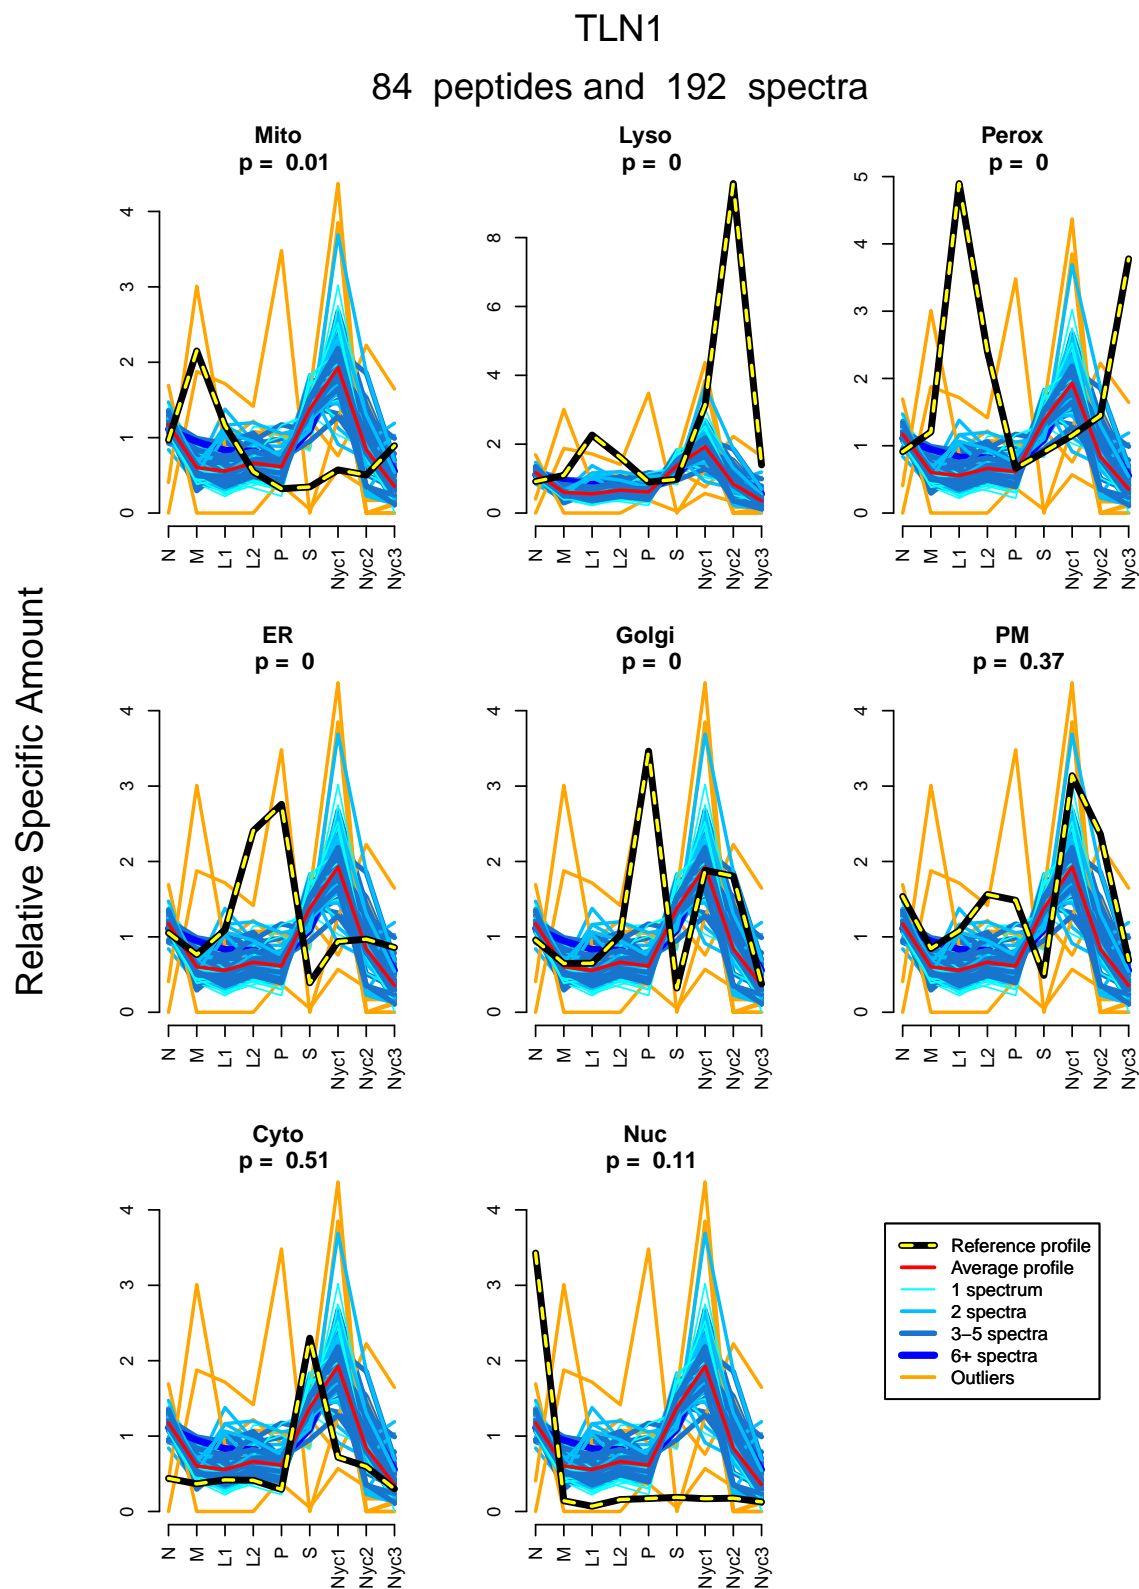 TLN1
84 peptides and 192 spectra
Relative Specific Amount
Mito
p = 0.01
0 1 2 3 4
N M L1 L2 P S Nyc1 Nyc2 Nyc3
Lyso
p = 0
0 2 4 6 8
N M L1 L2 P S Nyc1 Nyc2 Nyc3
Perox
p = 0
0 1 2 3 4 5
N M L1 L2 P S Nyc1 Nyc2 Nyc3
ER
p = 0
0 1 2 3 4
N M L1 L2 P S Nyc1 Nyc2 Nyc3
Golgi
p = 0
0 1 2 3 4
N M L1 L2 P S Nyc1 Nyc2 Nyc3
PM
p = 0.37
0 1 2 3 4
N M L1 L2 P S Nyc1 Nyc2 Nyc3
Cyto
p = 0.51
0 1 2 3 4
N M L1 L2 P S Nyc1 Nyc2 Nyc3
Nuc
p = 0.11
0 1 2 3 4
N M L1 L2 P S Nyc1 Nyc2 Nyc3
Reference profile
Average profile
1 spectrum
2 spectra
3−5 spectra
6+ spectra
Outliers